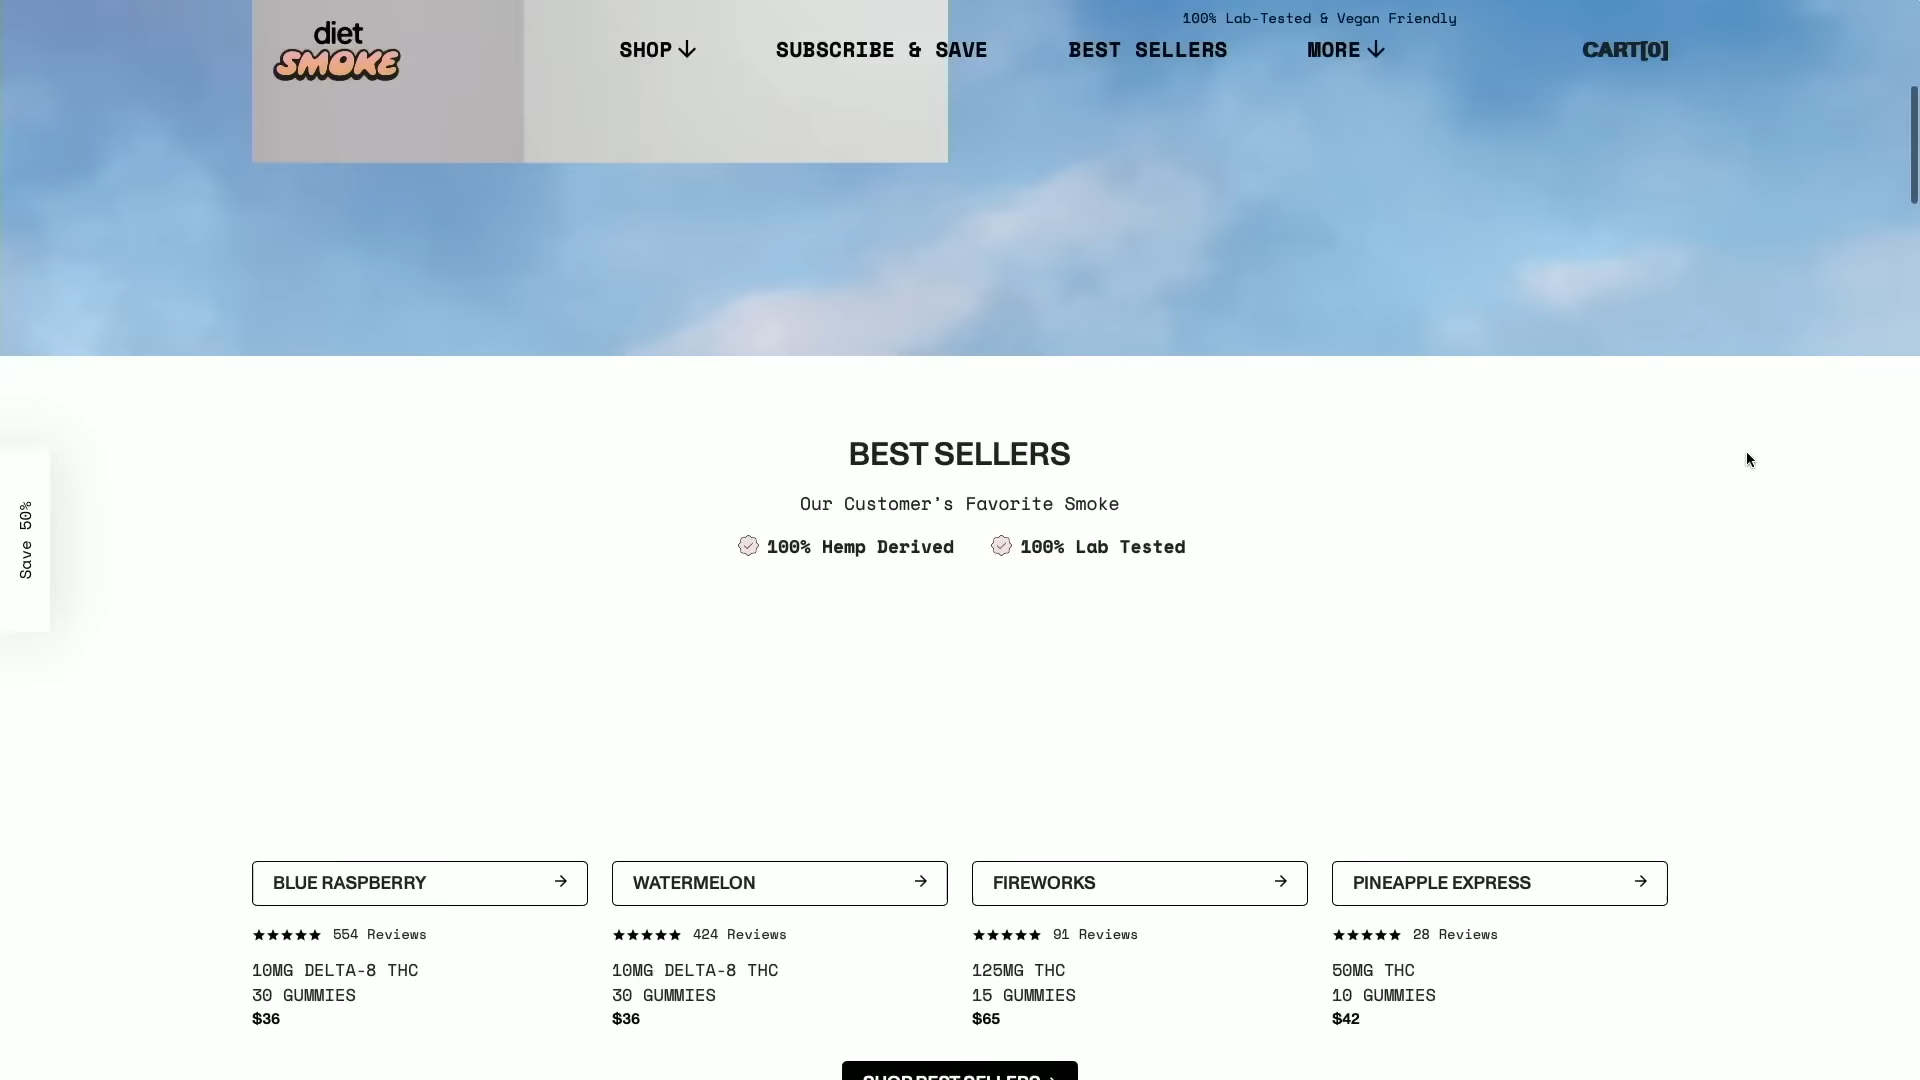 100% Lab-Tested & Vegan Friendly
diet
SMOKE
SHOP
SUBSCRIBE & SAVE
BEST SELLERS
MORE
CART[0]
BEST SELLERS
Our Customer's Favorite Smoke
100% Hemp Derived
100% Lab Tested
Save 50%
BLUE RASPBERRY
554 Reviews
10MG DELTA-8 THC
30 GUMMIES
$36
WATERMELON
424 Reviews
10MG DELTA-8 THC
30 GUMMIES
$36
FIREWORKS
91 Reviews
125MG THC
15 GUMMIES
$65
PINEAPPLE EXPRESS
28 Reviews
50MG THC
10 GUMMIES
$42
SHOP BEST SELLERS